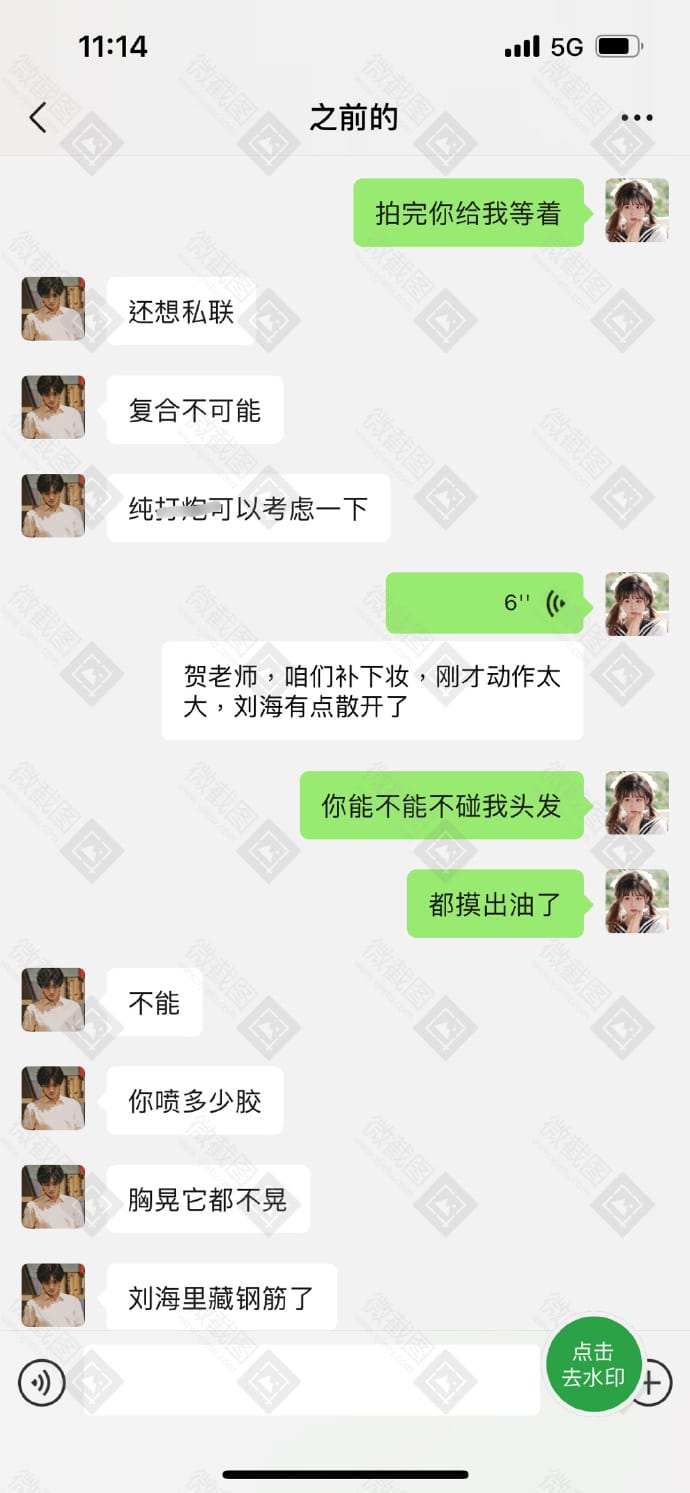 11:14
5G
之前的
拍完你给我等着
还想私联
复合不可能
纯打炮可以考虑一下
6''
贺老师，咱们补下妆，刚才动作太
大，刘海有点散开了
你能不能不碰我头发
都摸出油了
不能
你喷多少胶
胸晃它都不晃
刘海里藏钢筋了
点击
去水印
微截图